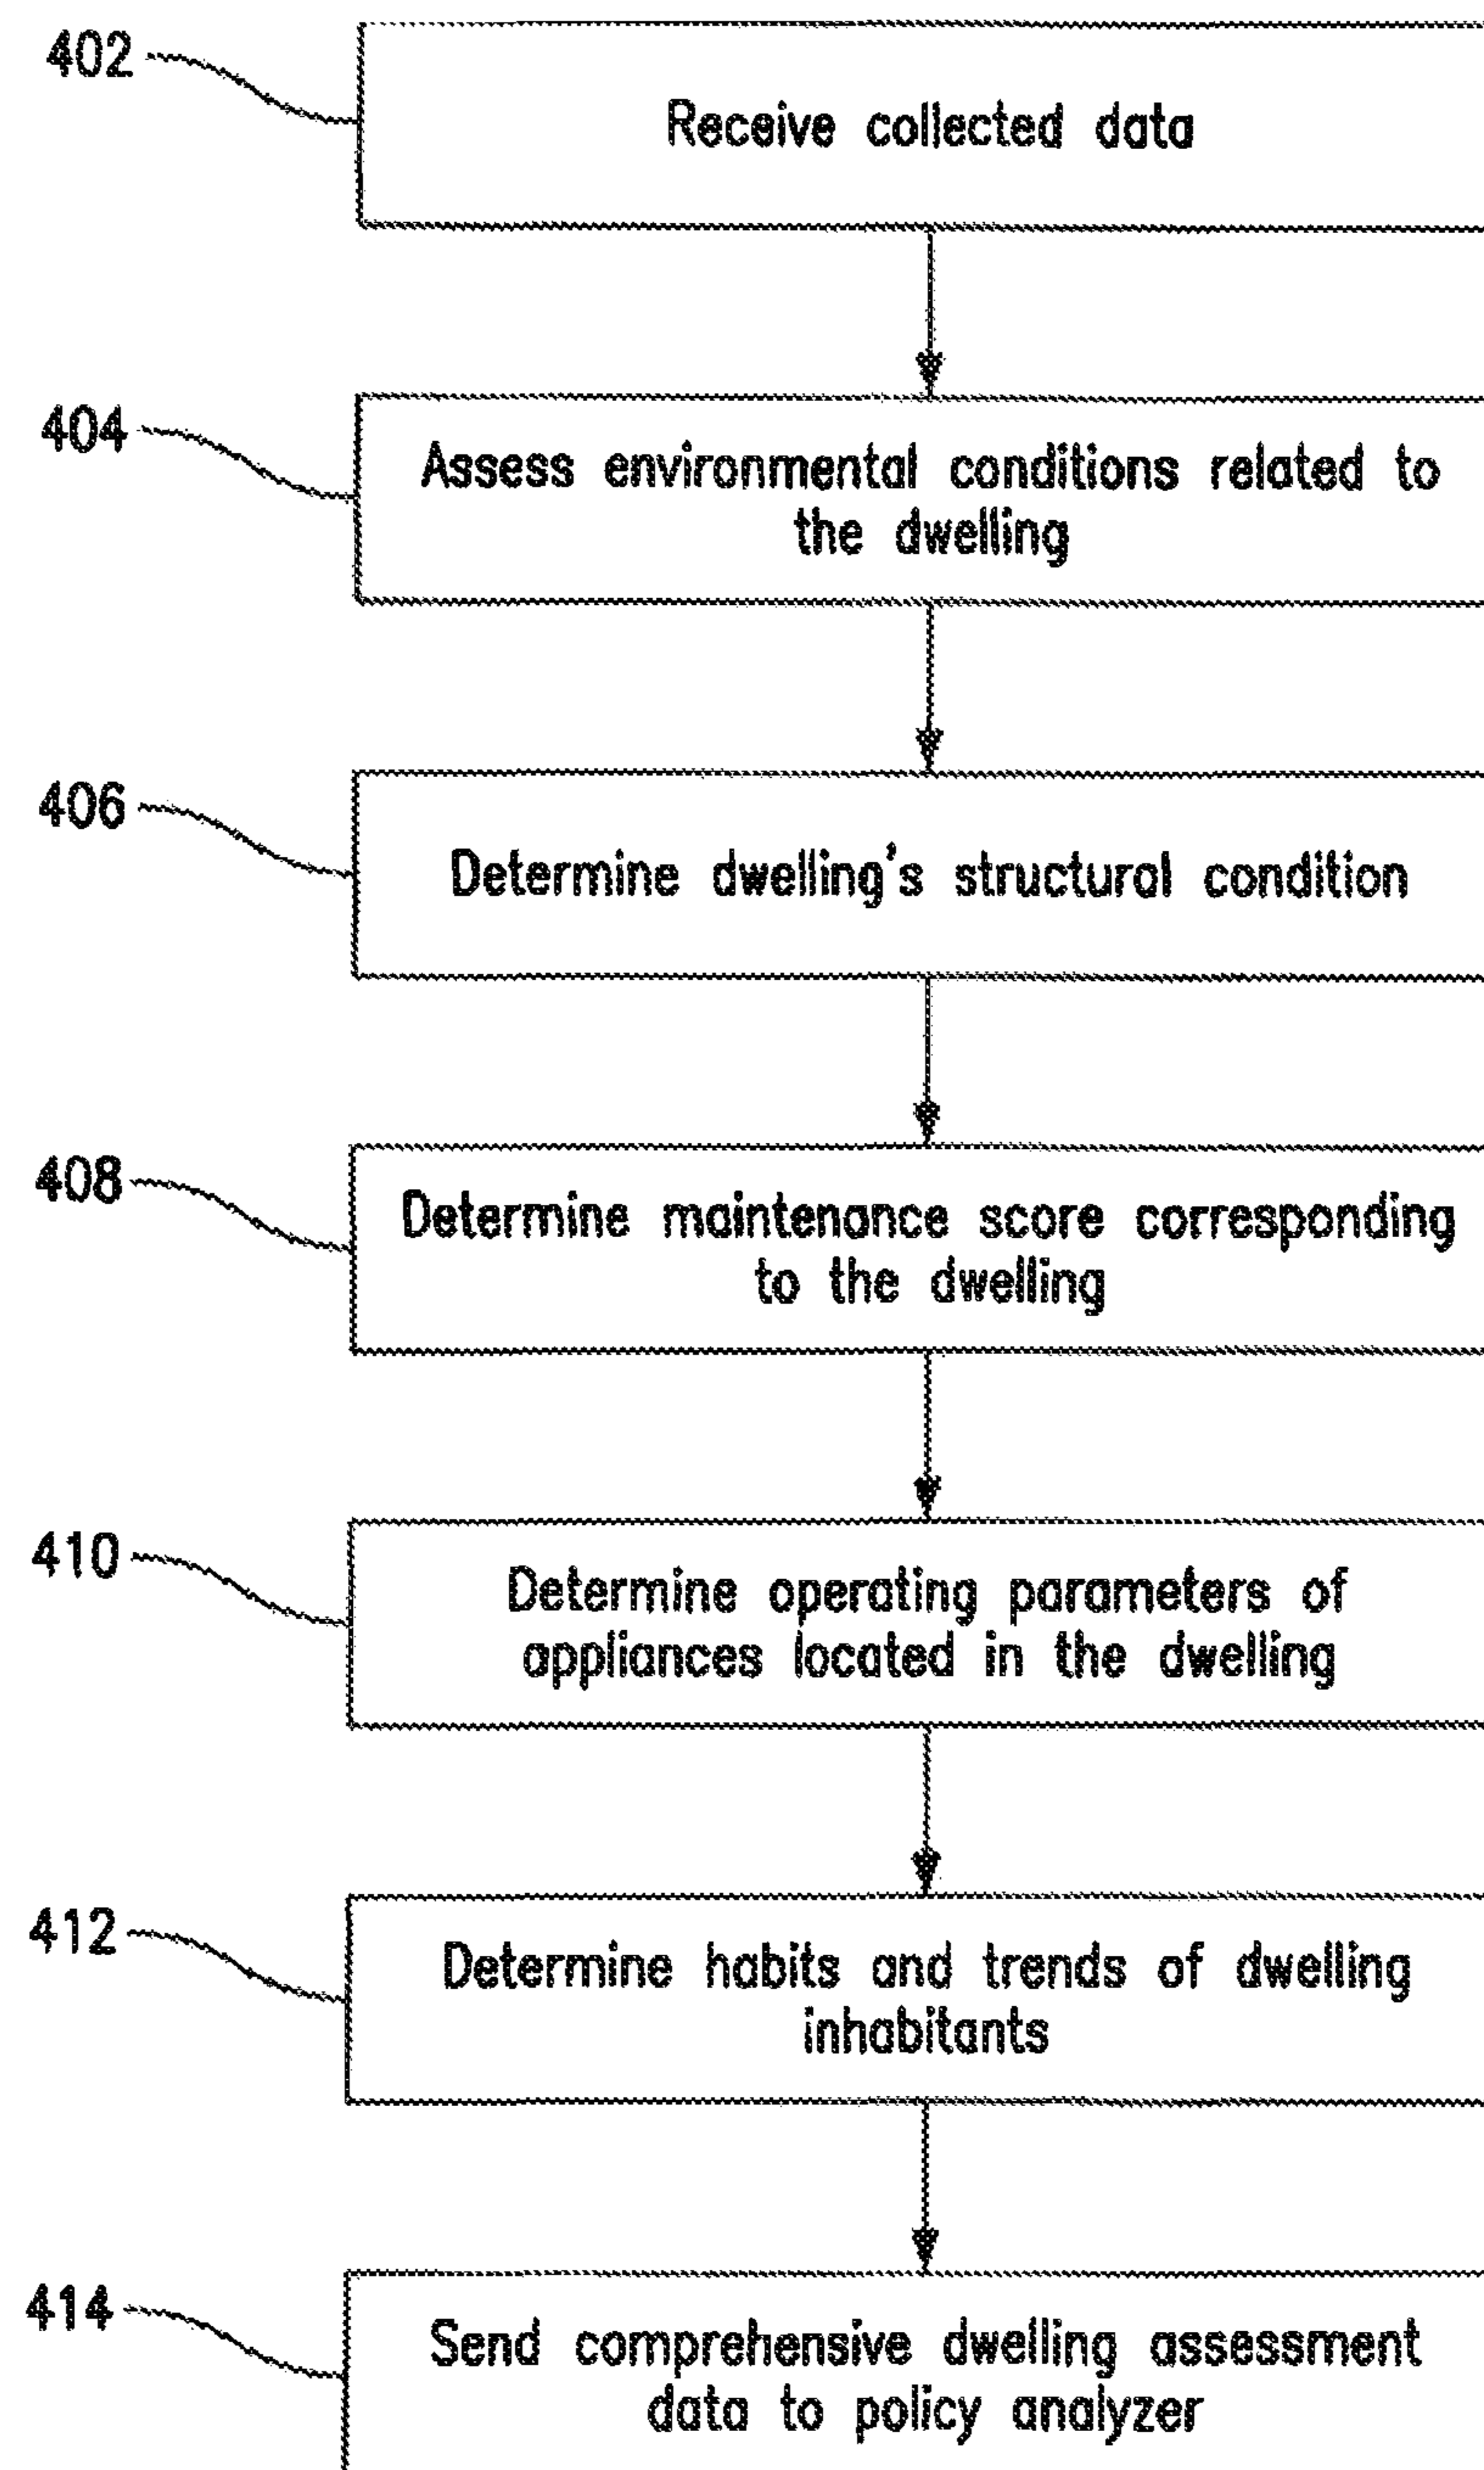 402
Receive collected data
404
Assess environmental conditions related to
the dwelling
406
Determine dwelling's structural condition
408
Determine maintenance score corresponding
to the dwelling
410
Determine operating parameters of
appliances located in the dwelling
412
Determine habits and trends of dwelling
inhabitants
414
Send comprehensive dwelling assessment
data to policy analyzer